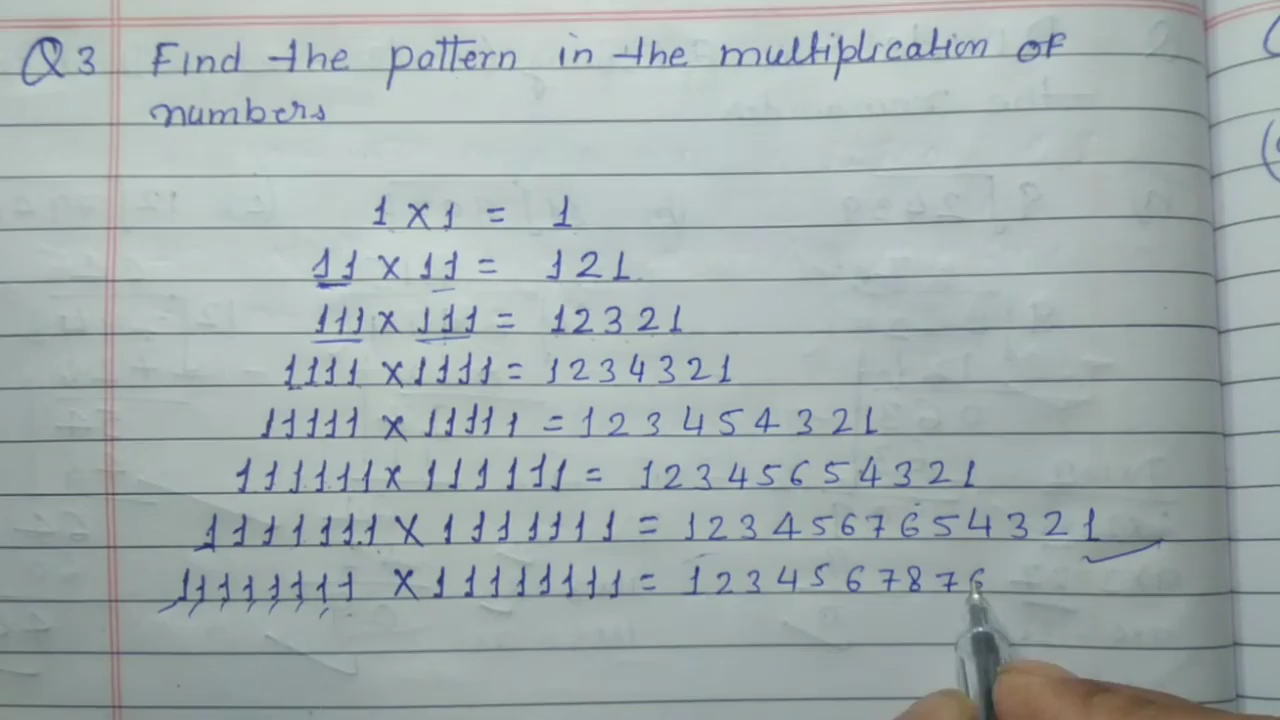 Q3 Find the pattern in the multiplication of
numbers
1 × 1 = 1
11 × 11 = 121
111 × 111 = 12321
1111 × 1111 = 1234321
11111 × 11111 = 123454321
111111 × 111111 = 12345654321
1111111 × 1111111 = 1234567654321
11111111 × 11111111 = 1234567876